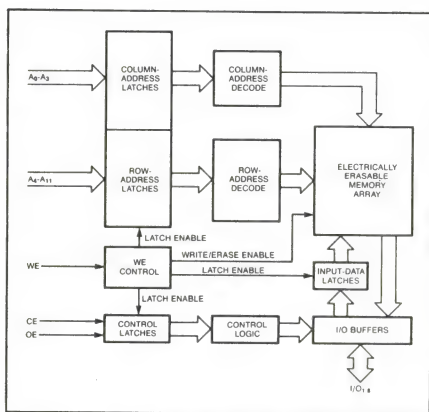 COLUMN-
ADDRESS
LATCHES
COLUMN-
ADDRESS
DECODE
A₀-A₃
ROW-
ADDRESS
LATCHES
ROW-
ADDRESS
DECODE
A₄-A₁₁
ELECTRICALLY
ERASABLE
MEMORY
ARRAY
LATCH ENABLE
WE
WE
CONTROL
WRITE/ERASE ENABLE
LATCH ENABLE
INPUT-DATA
LATCHES
LATCH ENABLE
CE
OE
CONTROL
LATCHES
CONTROL
LOGIC
I/O BUFFERS
I/O₁₋₈